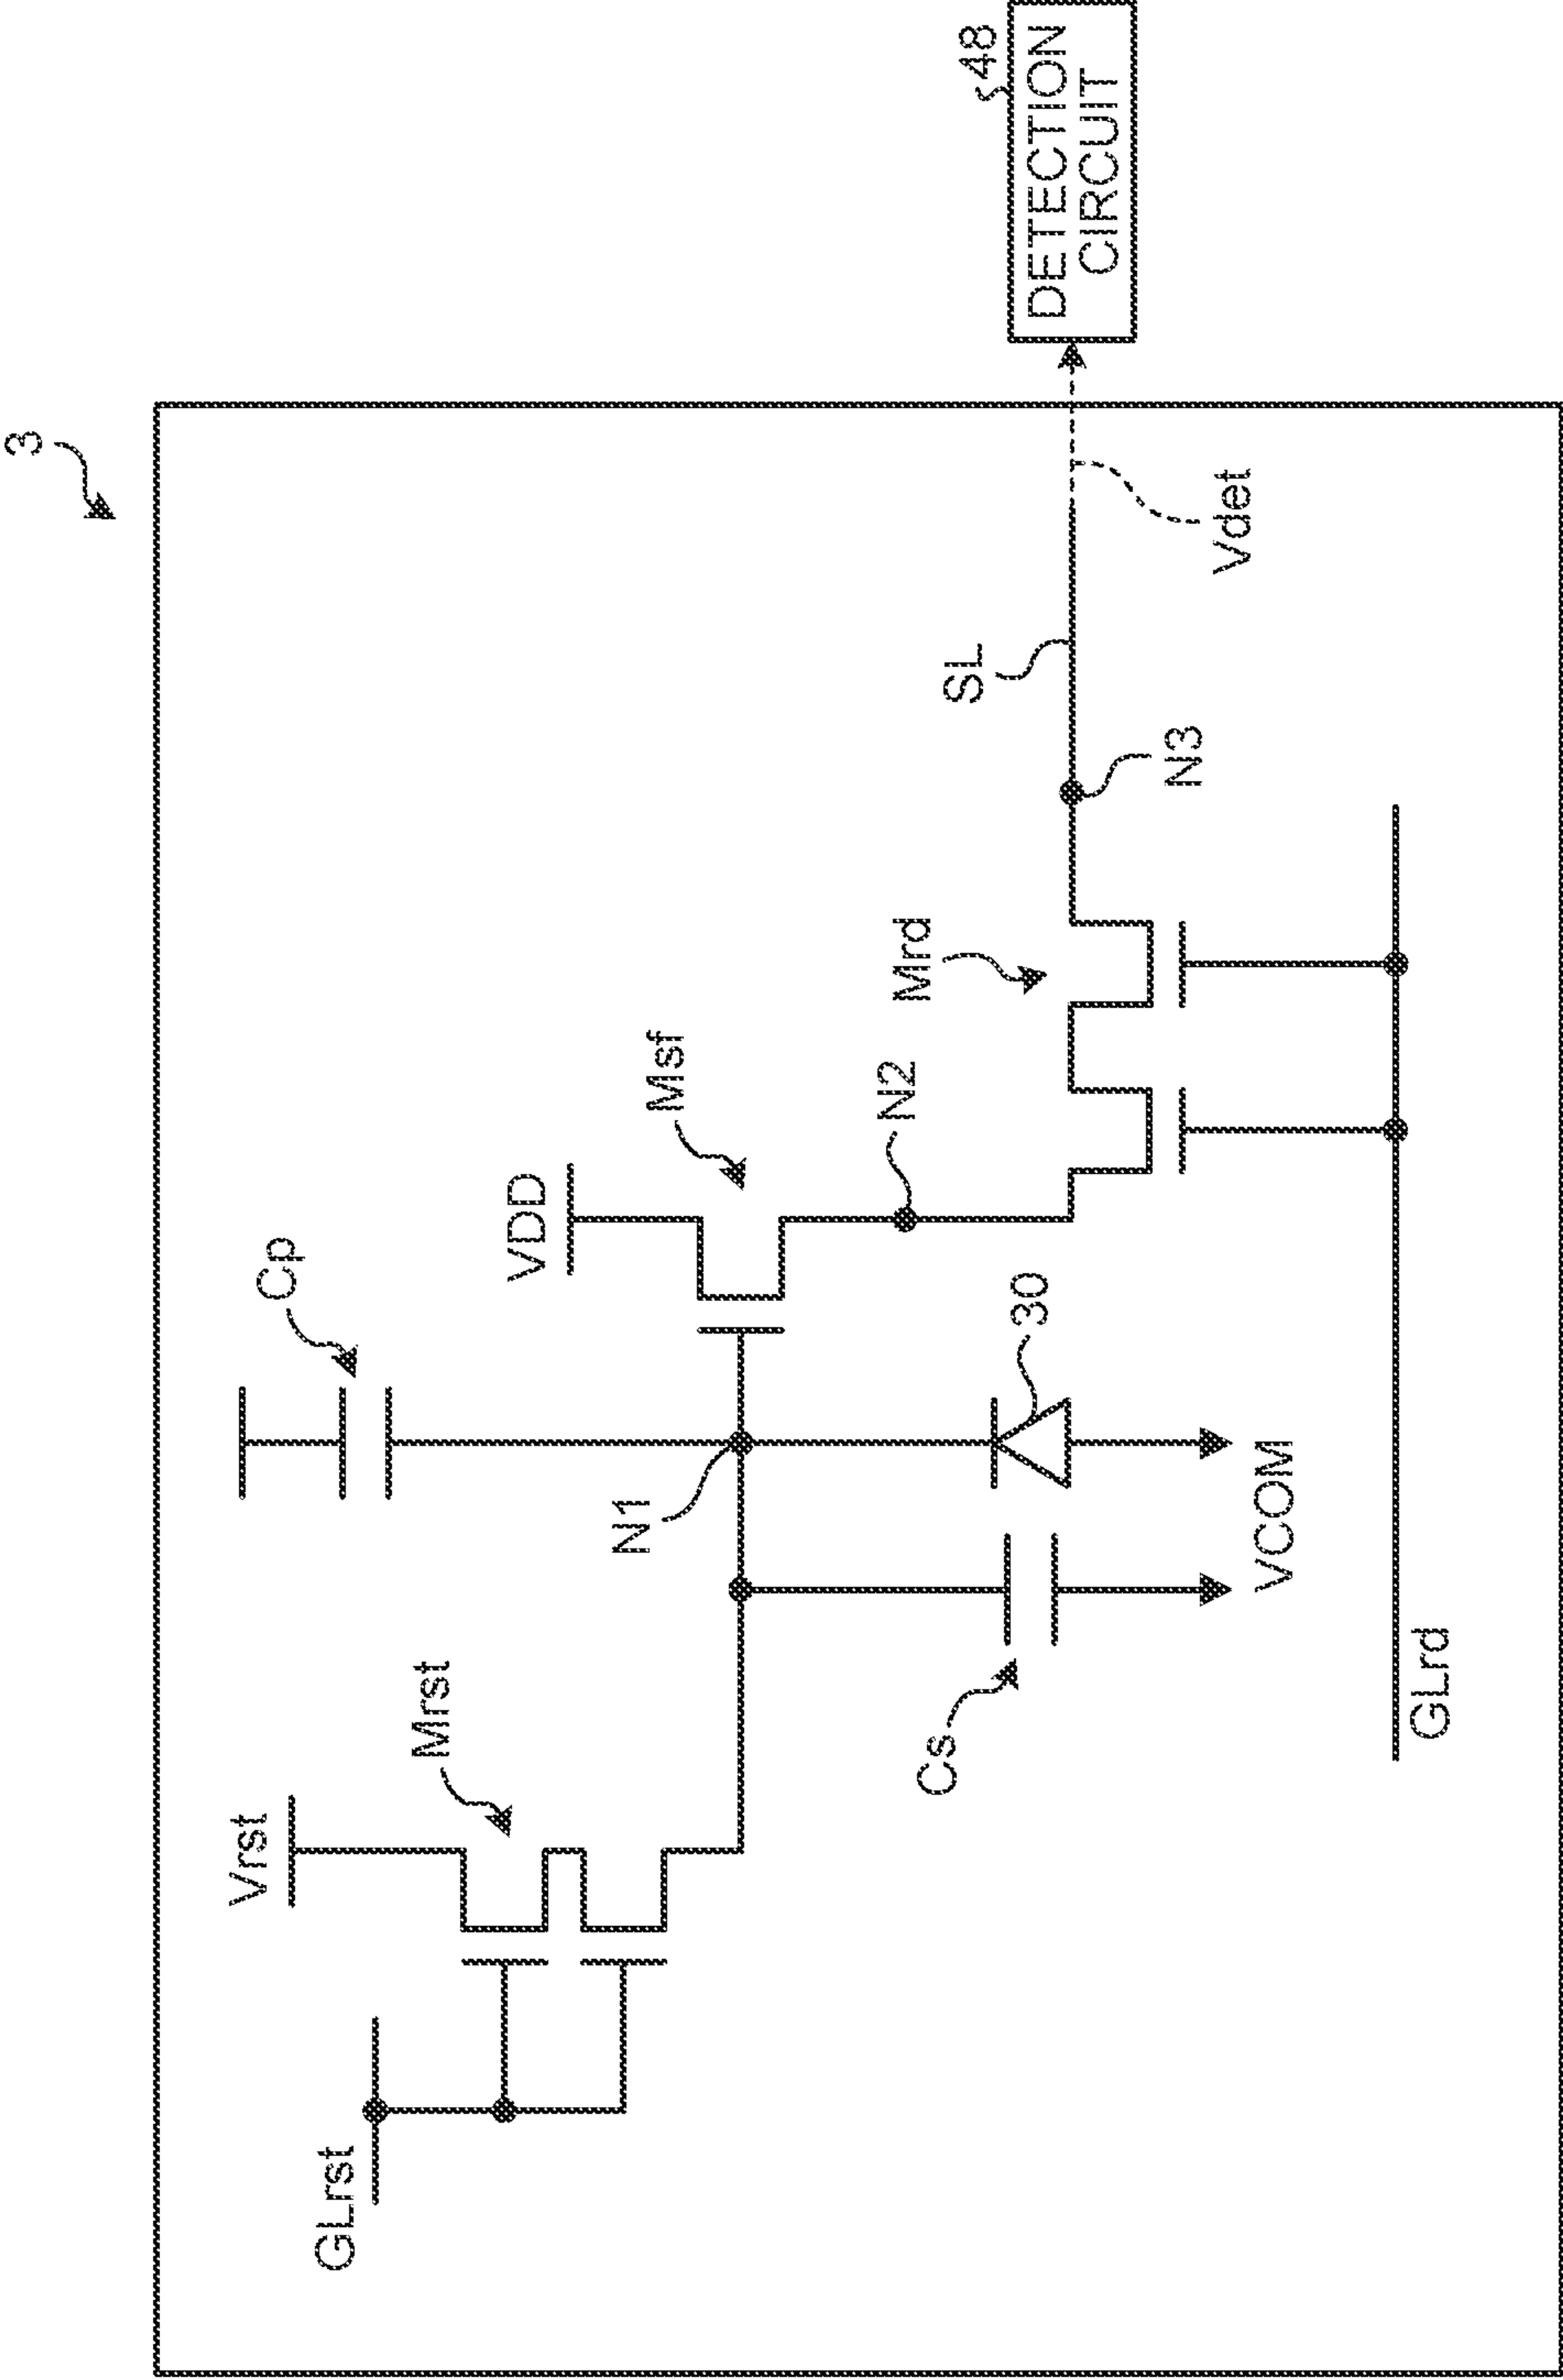 3
Vrst
GLrst
Mrst
Cp
VDD
Msf
N1
N2
Cs
30
VCOM
Mrd
SL
N3
Vdet
GLrd
48
DETECTION
CIRCUIT